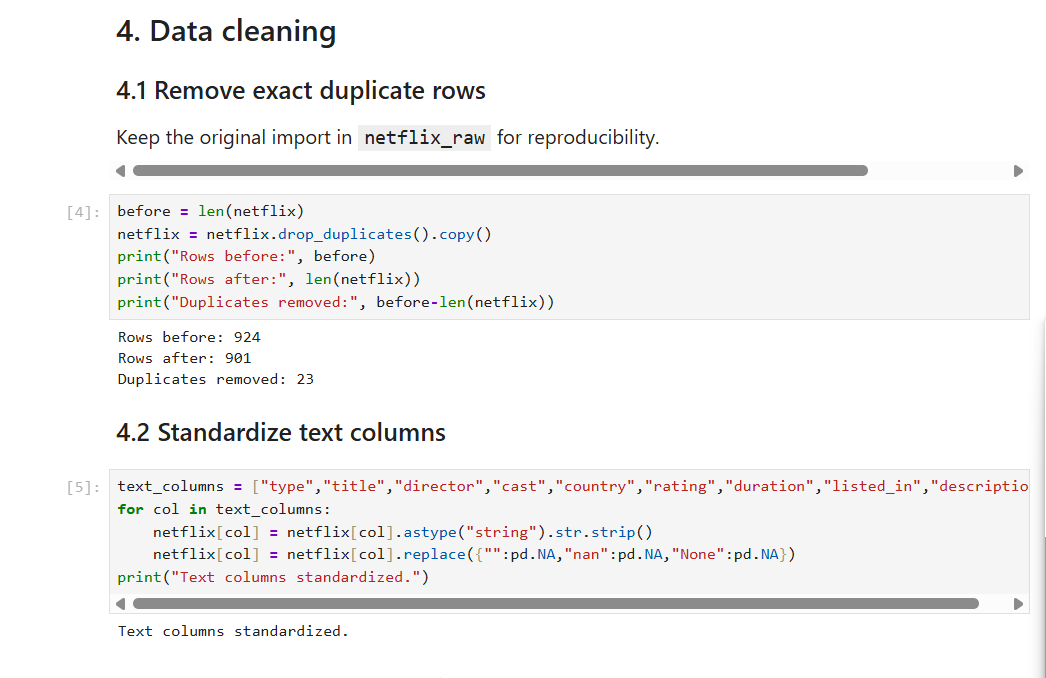 4. Data cleaning
4.1 Remove exact duplicate rows
Keep the original import in netflix_raw for reproducibility.
[4]:
before = len(netflix)
netflix = netflix.drop_duplicates().copy()
print("Rows before:", before)
print("Rows after:", len(netflix))
print("Duplicates removed:", before-len(netflix))
Rows before: 924
Rows after: 901
Duplicates removed: 23
4.2 Standardize text columns
[5]:
text_columns = ["type","title","director","cast","country","rating","duration","listed_in","descriptio
for col in text_columns:
    netflix[col] = netflix[col].astype("string").str.strip()
    netflix[col] = netflix[col].replace({"":pd.NA,"nan":pd.NA,"None":pd.NA})
print("Text columns standardized.")
Text columns standardized.